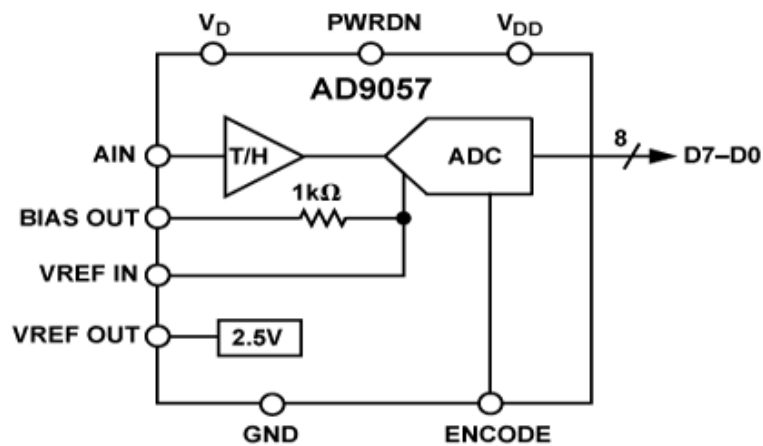 VD PWRDN VDD
AD9057
AIN T/H ADC 8 D7–D0
1kΩ
BIAS OUT
VREF IN
VREF OUT 2.5V
GND ENCODE